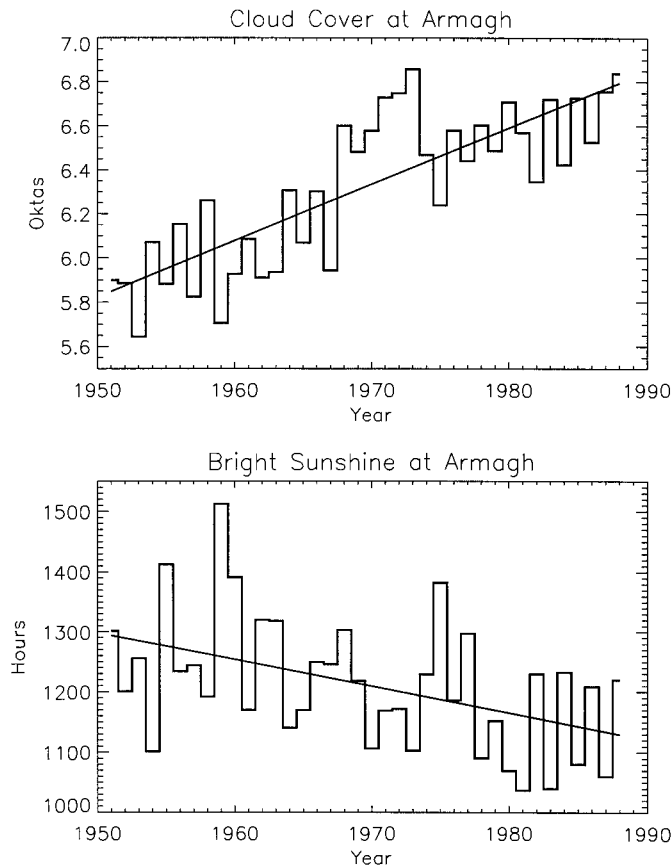 Cloud Cover at Armagh
7.0
6.8
6.6
6.4
6.2
6.0
5.8
5.6
Oktas
1950 1960 1970 1980 1990
Year
Bright Sunshine at Armagh
1500
1400
1300
1200
1100
1000
Hours
1950 1960 1970 1980 1990
Year